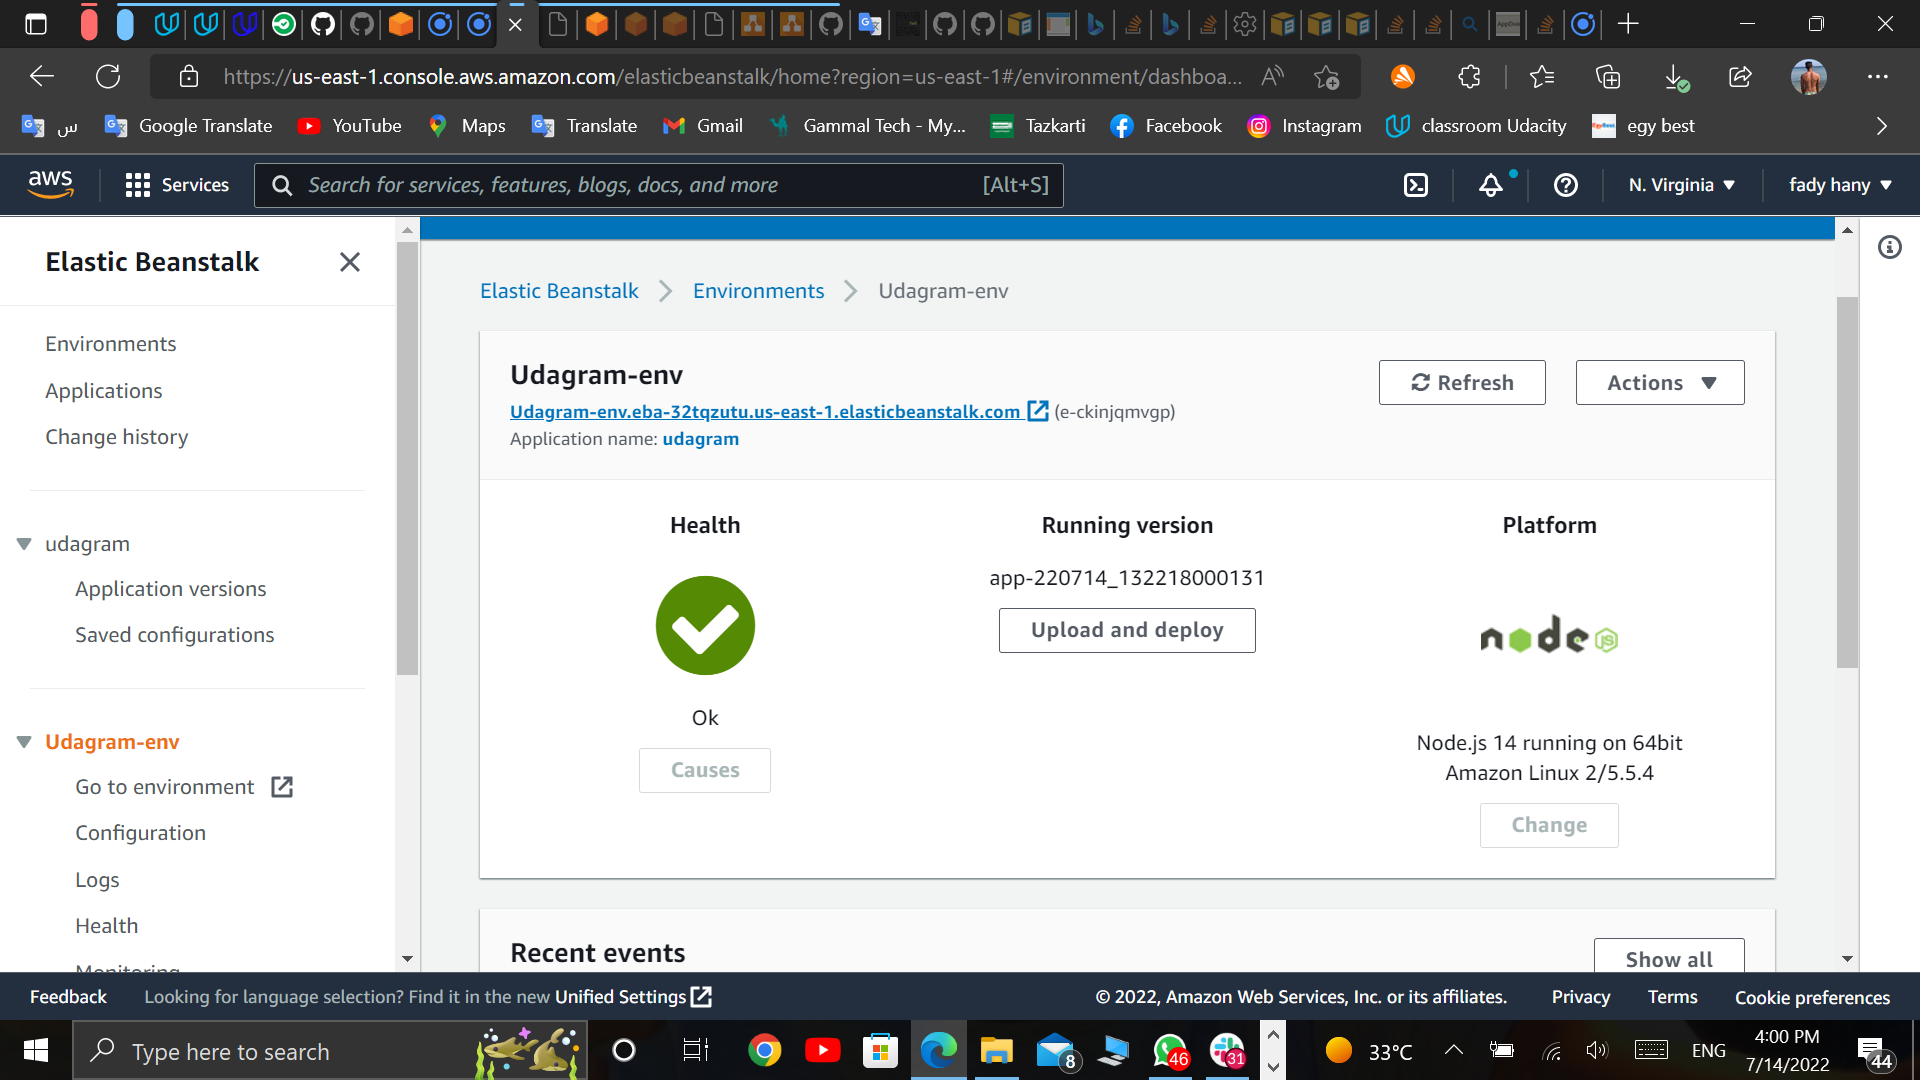 https://us-east-1.console.aws.amazon.com/elasticbeanstalk/home?region=us-east-1#/environment/dashboa...
س
Google Translate
YouTube
Maps
Translate
Gmail
Gammal Tech - My...
Tazkarti
Facebook
Instagram
classroom Udacity
egy best
aws
Services
Search for services, features, blogs, docs, and more
[Alt+S]
N. Virginia
fady hany
Elastic Beanstalk
Environments
Applications
Change history
udagram
Application versions
Saved configurations
Udagram-env
Go to environment
Configuration
Logs
Health
Monitoring
Elastic Beanstalk
Environments
Udagram-env
Udagram-env
Udagram-env.eba-32tqzutu.us-east-1.elasticbeanstalk.com (e-ckinjqmvgp)
Application name: udagram
Refresh
Actions
Health
Ok
Causes
Running version
app-220714_132218000131
Upload and deploy
Platform
node JS
Node.js 14 running on 64bit
Amazon Linux 2/5.5.4
Change
Recent events
Show all
Feedback
Looking for language selection? Find it in the new Unified Settings
© 2022, Amazon Web Services, Inc. or its affiliates.
Privacy
Terms
Cookie preferences
Type here to search
8
46
31
33°C
ENG
4:00 PM
7/14/2022
44